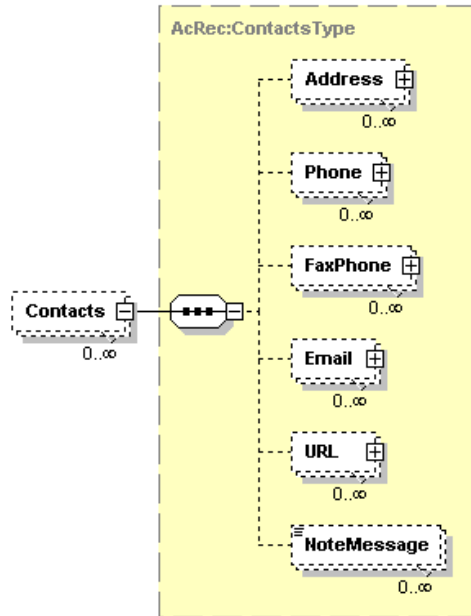 AcRec:ContactsType
Address
0..∞
Phone
0..∞
FaxPhone
0..∞
Contacts
0..∞
Email
0..∞
URL
0..∞
NoteMessage
0..∞